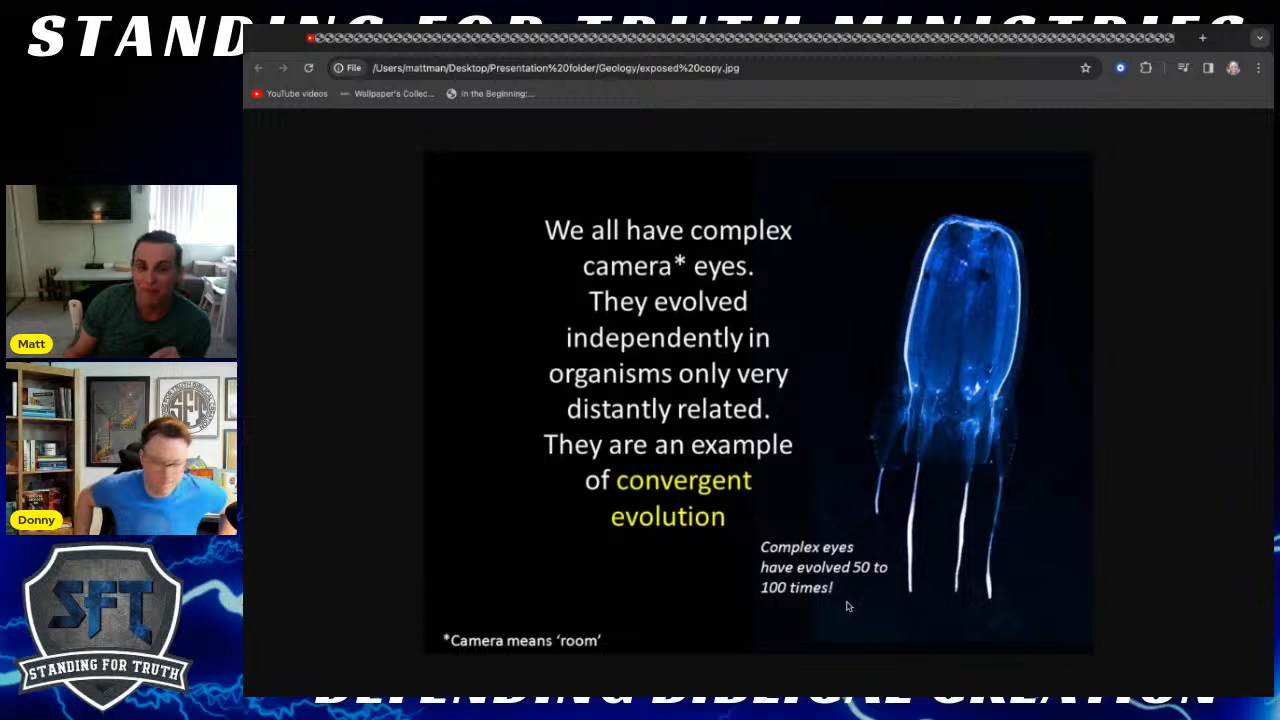 STANDING FOR TRUTH MINISTRIES
File /Users/mattman/Desktop/Presentation%20folder/Geology/exposed%20copy.jpg
YouTube videos Wallpaper's Collec... In the Beginning:...
We all have complex
camera* eyes.
They evolved
independently in
organisms only very
distantly related.
They are an example
of convergent
evolution
Complex eyes
have evolved 50 to
100 times!
*Camera means ‘room’
Matt
SFT
Donny
SFT
STANDING FOR TRUTH
DEFENDING BIBLICAL CREATION